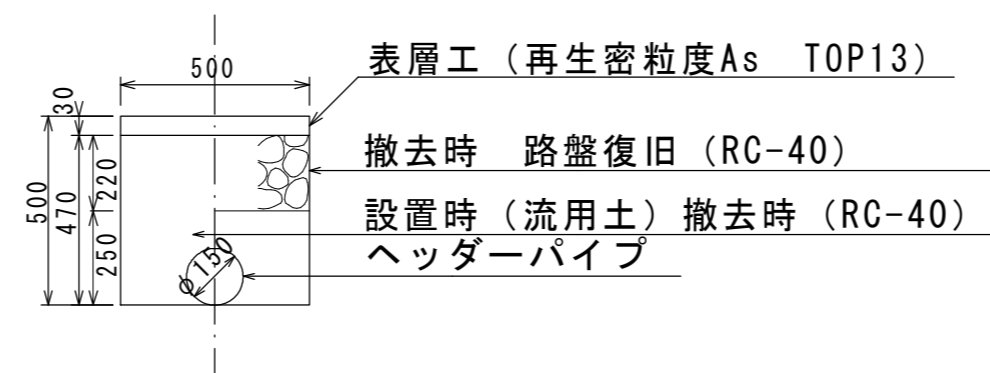 500
表層工（再生密粒度As　TOP13）
30
撤去時　路盤復旧（RC-40）
500
470
220
設置時（流用土）撤去時（RC-40）
250
ヘッダーパイプ
φ150